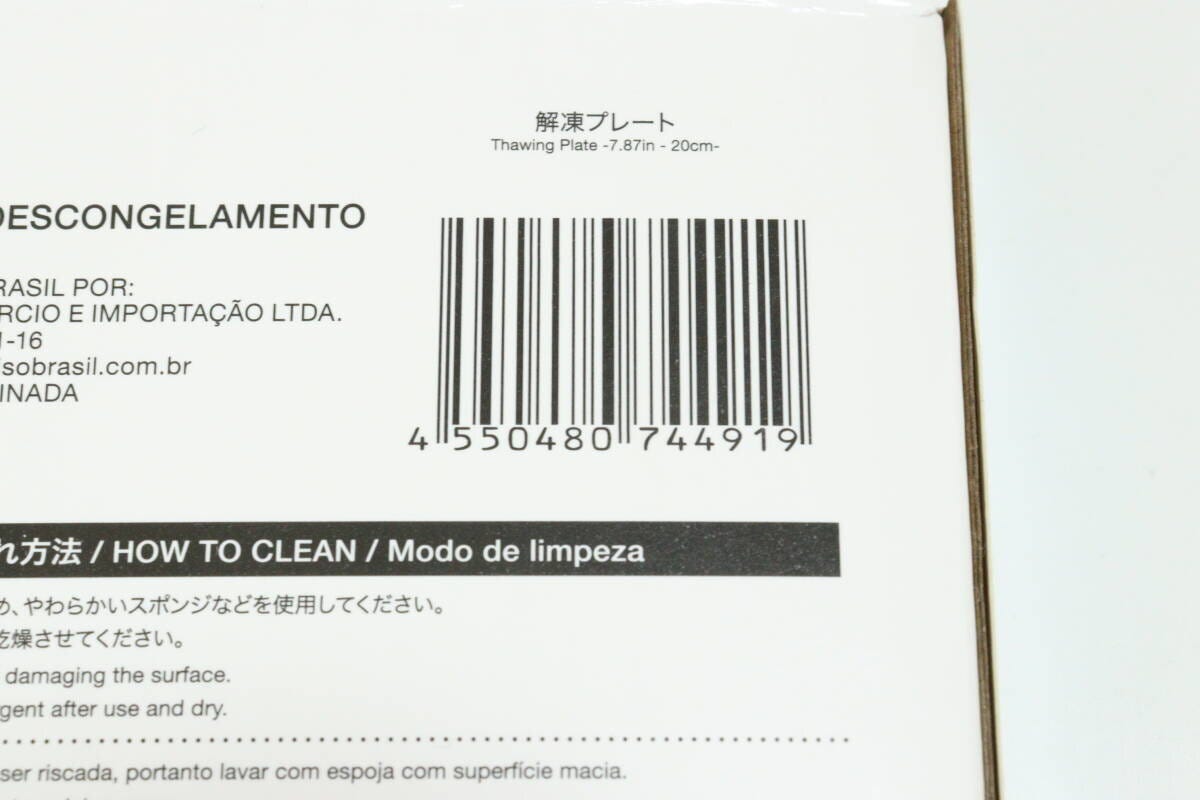 解凍プレート
Thawing Plate -7.87in - 20cm-
DESCONGELAMENTO
RASIL POR:
RCIO E IMPORTAÇÃO LTDA.
1-16
isobrasil.com.br
INADA
4 550480 744919
れ方法 / HOW TO CLEAN / Modo de limpeza
め、やわらかいスポンジなどを使用してください。
乾燥させてください。
damaging the surface.
rgent after use and dry.
ser riscada, portanto lavar com espoja com superfície macia.